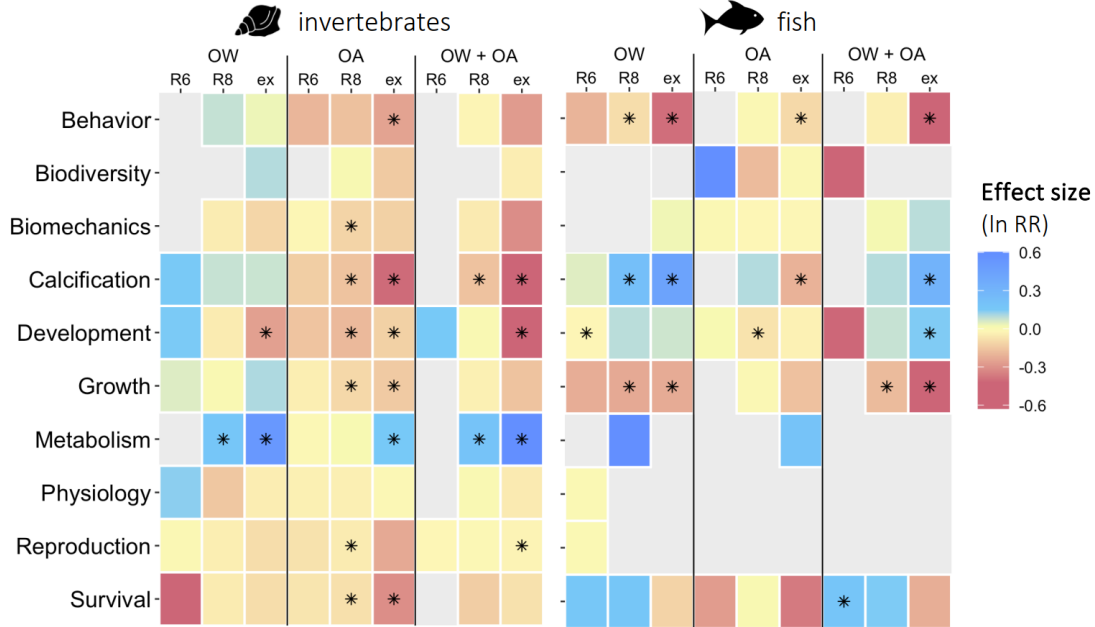 invertebrates fish
OW OA OW + OA OW OA OW + OA
R6 R8 ex R6 R8 ex R6 R8 ex R6 R8 ex R6 R8 ex R6 R8 ex
Behavior * * * * *
Biodiversity
Biomechanics *
Calcification * * * * * * * *
Development * * * * * * *
Growth * * * * * *
Metabolism * * * * *
Physiology
Reproduction * *
Survival * * *
Effect size
(ln RR)
0.6
0.3
0.0
-0.3
-0.6